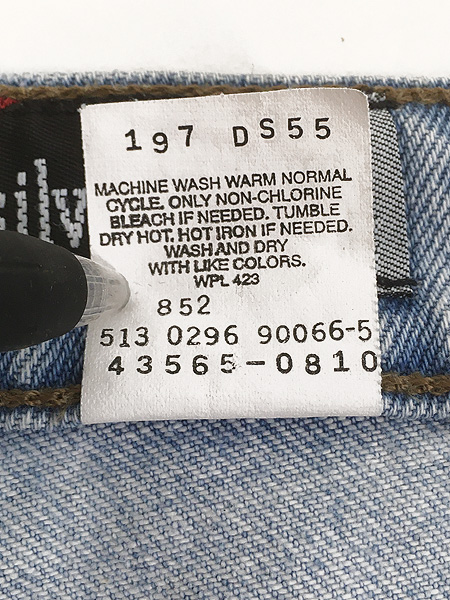 197 DS55
MACHINE WASH WARM NORMAL
CYCLE. ONLY NON-CHLORINE
BLEACH IF NEEDED. TUMBLE
DRY HOT. HOT IRON IF NEEDED.
WASH AND DRY
WITH LIKE COLORS.
WPL 423
852
513 0296 90066-5
43565-0810